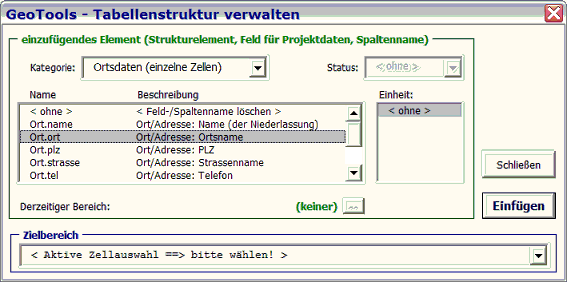 GeoTools - Tabellenstruktur verwalten
einzufügendes Element (Strukturelement, Feld für Projektdaten, Spaltenname)
Kategorie: Ortsdaten (einzelne Zellen) Status: < ohne >
Name Beschreibung Einheit:
< ohne > < Feld-/Spaltenname löschen > < ohne >
Ort.name Ort/Adresse: Name (der Niederlassung)
Ort.ort Ort/Adresse: Ortsname
Ort.plz Ort/Adresse: PLZ
Ort.strasse Ort/Adresse: Strassenname
Ort.tel Ort/Adresse: Telefon
Schließen
Derzeitiger Bereich: (keiner) ...
Einfügen
Zielbereich
< Aktive Zellauswahl ==> bitte wählen! >